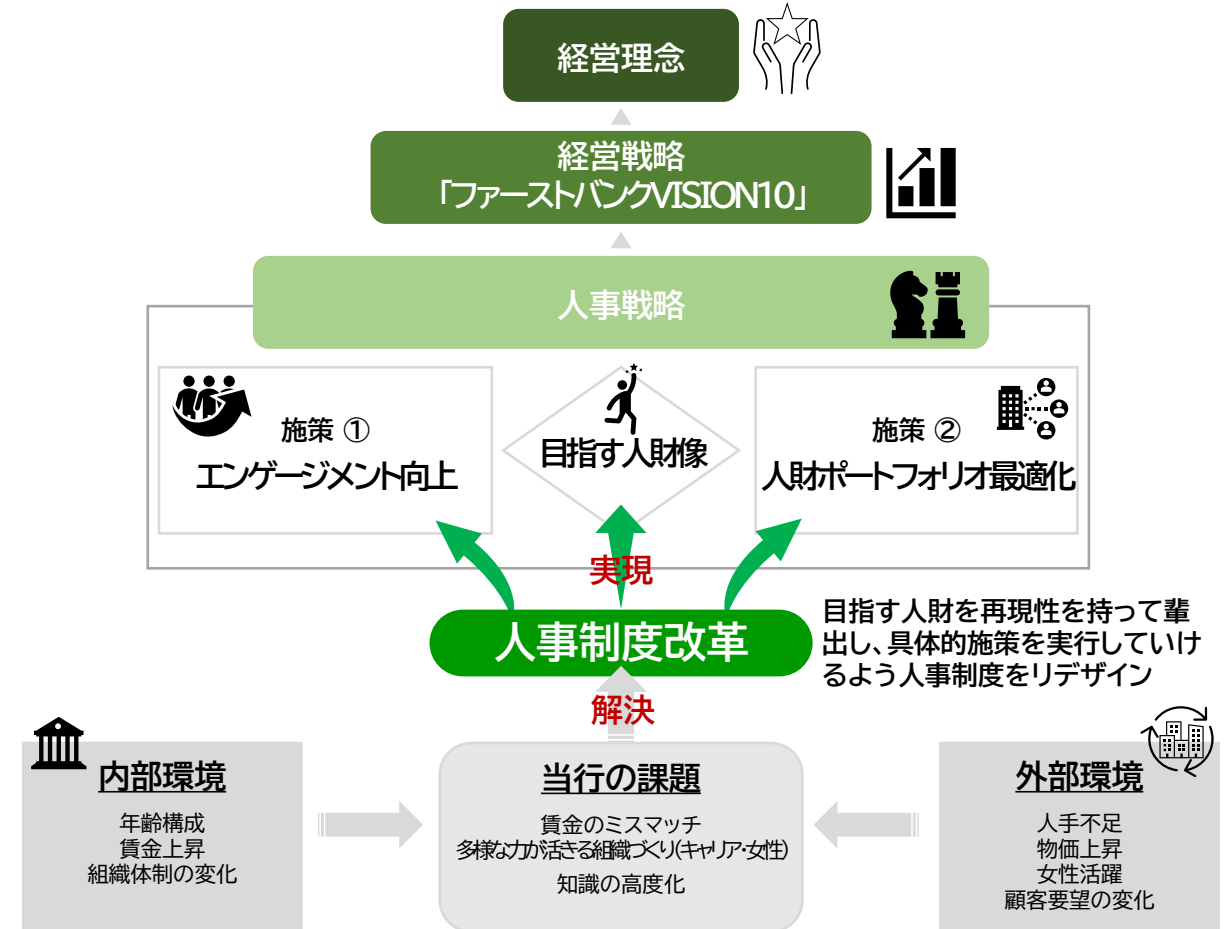 経営理念
経営戦略
「ファーストバンクVISION10」
人事戦略
施策 ①
エンゲージメント向上
目指す人財像
施策 ②
人財ポートフォリオ最適化
実現
人事制度改革
目指す人財を再現性を持って輩
出し、具体的施策を実行していけ
るよう人事制度をリデザイン
解決
内部環境
年齢構成
賃金上昇
組織体制の変化
当行の課題
賃金のミスマッチ
多様な力が活きる組織づくり(キャリア・女性)
知識の高度化
外部環境
人手不足
物価上昇
女性活躍
顧客要望の変化